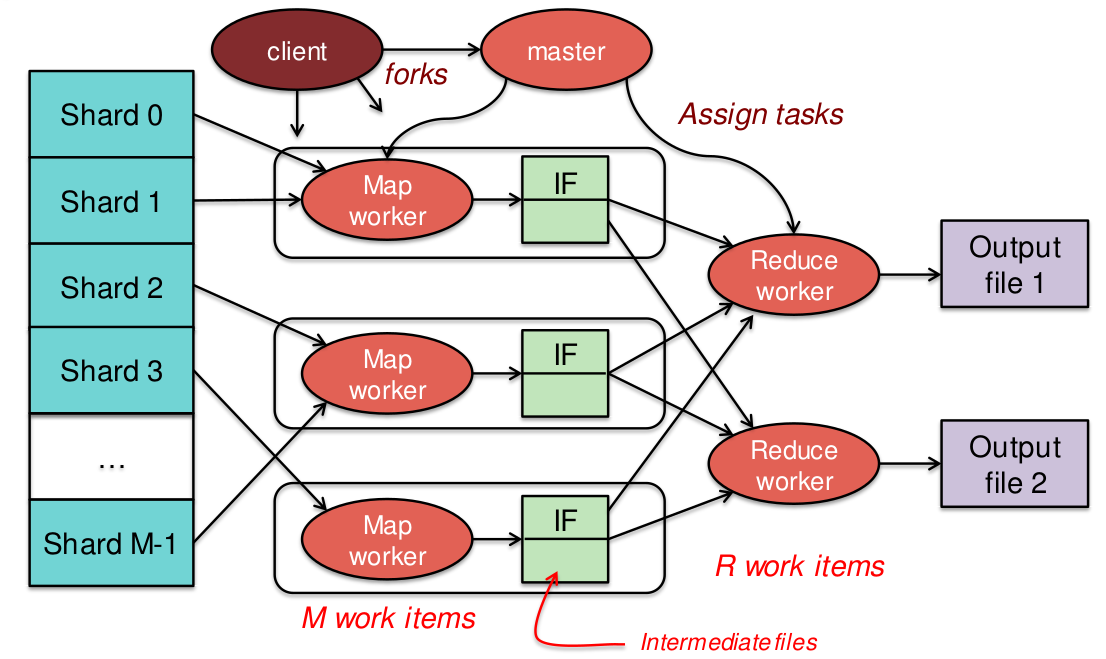 client
master
forks
Assign tasks
Shard 0
Shard 1
Shard 2
Shard 3
...
Shard M-1
Map
worker
IF
Map
worker
IF
Map
worker
IF
Reduce
worker
Reduce
worker
Output
file 1
Output
file 2
R work items
M work items
Intermediate files